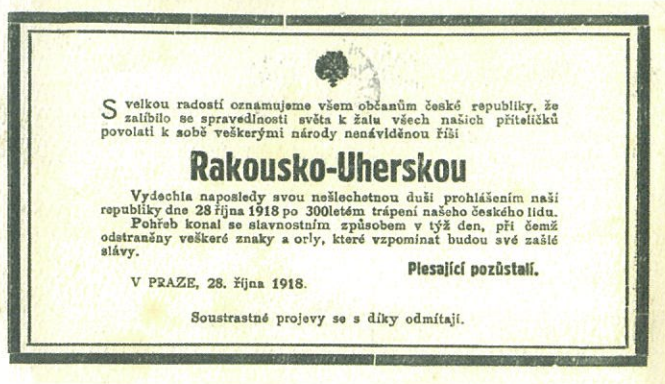 S velkou radostí oznamujeme všem občanům české republiky, že
zalíbilo se spravedlnosti světa k žalu všech našich příteličků
povolati k sobě veškerými národy nenáviděnou říši
Rakousko-Uherskou
Vydechla naposledy svou nešlechetnou duši prohlášením naší
republiky dne 28 října 1918 po 300letém trápení našeho českého lidu.
Pohřeb konal se slavnostním způsobem v týž den, při čemž
odstraněny veškeré znaky a orly, které vzpomínat budou své zašlé
slávy.
Plesající pozůstalí.
V PRAZE, 28. října 1918.
Soustrastné projevy se s díky odmítají.